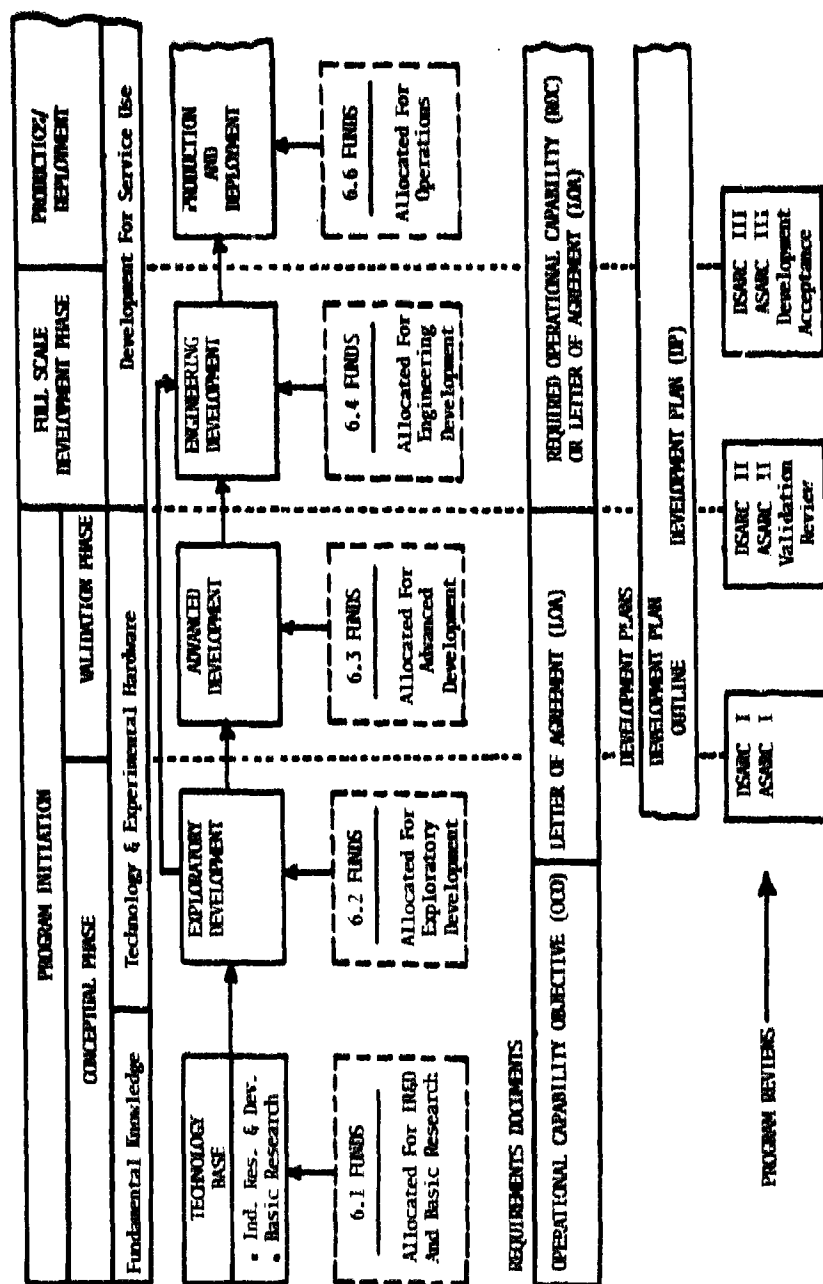 PROGRAM INITIATION
FULL SCALE
DEVELOPMENT PHASE
PRODUCTION/
DEPLOYMENT
CONCEPTUAL PHASE
VALIDATION PHASE
Fundamental Knowledge
Technology & Experimental Hardware
Development For Service Use
TECHNOLOGY
BASE
• Ind. Res. & Dev.
• Basic Research
EXPLORATORY
DEVELOPMENT
ADVANCED
DEVELOPMENT
ENGINEERING
DEVELOPMENT
PRODUCTION
AND
DEPLOYMENT
6.1 FUNDS
Allocated For IR&D
And Basic Research
6.2 FUNDS
Allocated For
Exploratory
Development
6.3 FUNDS
Allocated For
Advanced
Development
6.4 FUNDS
Allocated For
Engineering
Development
6.6 FUNDS
Allocated For
Operations
REQUIREMENTS DOCUMENTS
OPERATIONAL CAPABILITY OBJECTIVE (OCO)
LETTER OF AGREEMENT (LOA)
REQUIRED OPERATIONAL CAPABILITY (ROC)
OR LETTER OF AGREEMENT (LOA)
DEVELOPMENT PLANS
DEVELOPMENT PLAN
OUTLINE
DEVELOPMENT PLAN (DP)
PROGRAM REVIEWS
DSARC I
ASARC I
DSARC II
ASARC II
Validation
Review
DSARC III
ASARC III
Development
Acceptance